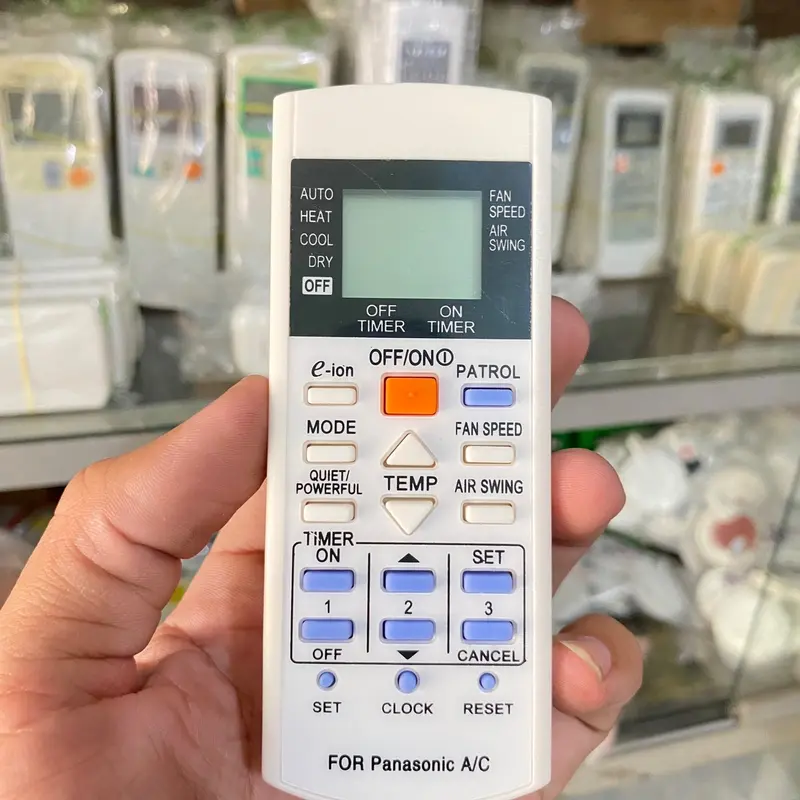 AUTO
HEAT
COOL
DRY
OFF
FAN
SPEED
AIR
SWING
OFF
TIMER
ON
TIMER
e-ion
OFF/ON
PATROL
MODE
FAN SPEED
QUIET/
POWERFUL
TEMP
AIR SWING
TiMER
ON
▲
SET
1
2
3
OFF
▼
CANCEL
SET
CLOCK
RESET
FOR Panasonic A/C